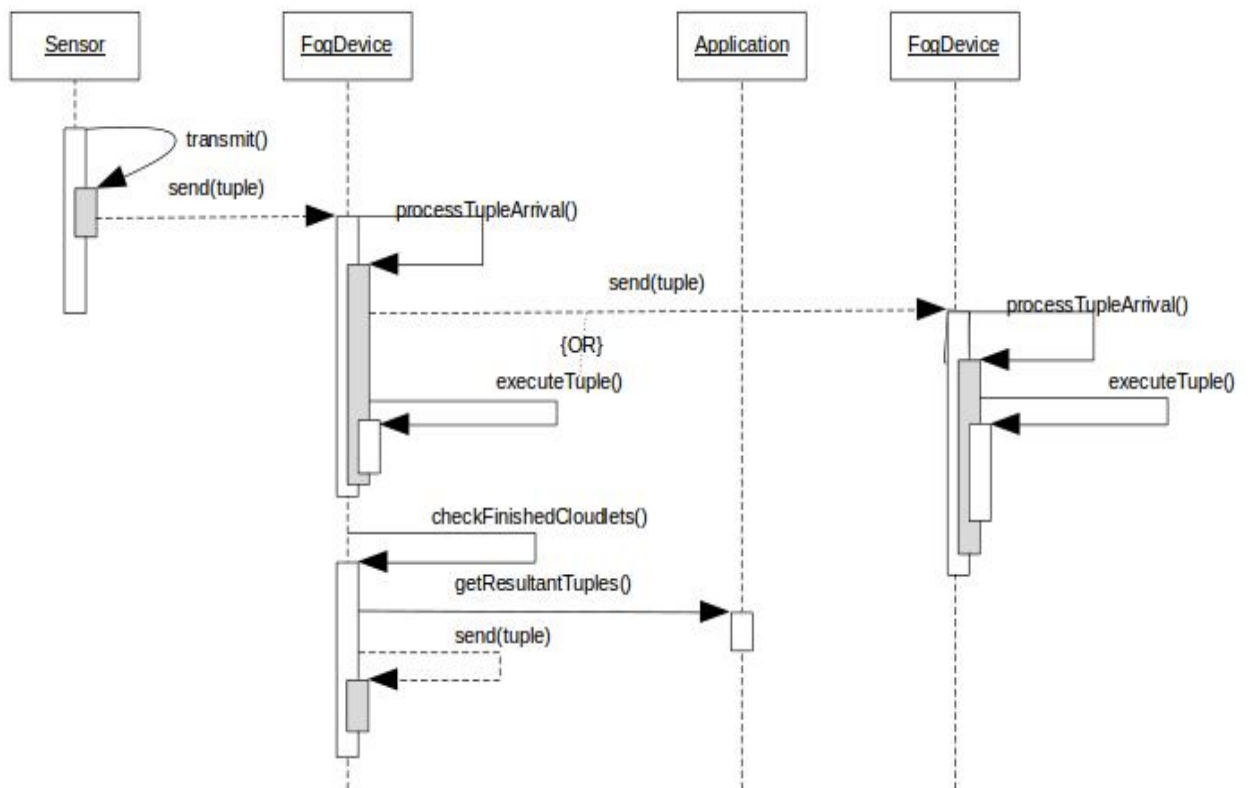 Sensor
FogDevice
Application
FogDevice
transmit()
send(tuple)
processTupleArrival()
send(tuple)
processTupleArrival()
{OR}
executeTuple()
executeTuple()
checkFinishedCloudlets()
getResultantTuples()
send(tuple)